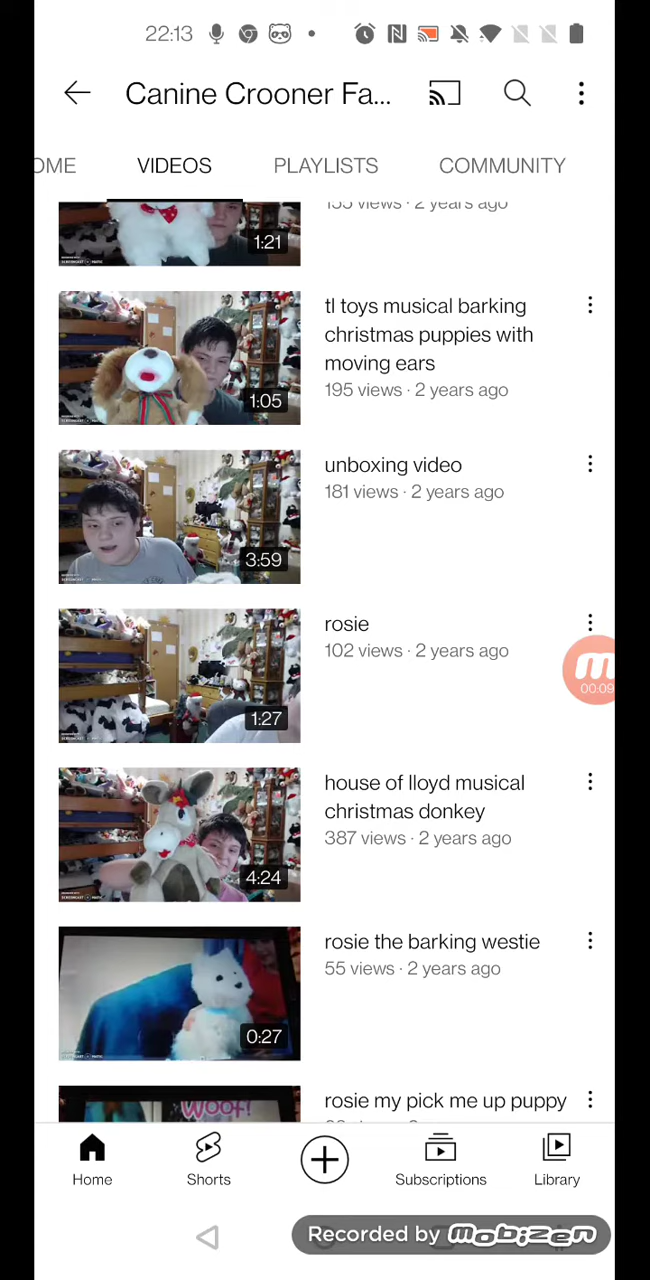 22:13
Canine Crooner Fa...
OME VIDEOS PLAYLISTS COMMUNITY
155 views · 2 years ago
1:21
tl toys musical barking
christmas puppies with
moving ears
195 views · 2 years ago
1:05
unboxing video
181 views · 2 years ago
3:59
rosie
102 views · 2 years ago
1:27
00:09
house of lloyd musical
christmas donkey
387 views · 2 years ago
4:24
rosie the barking westie
55 views · 2 years ago
0:27
Woof!
rosie my pick me up puppy
Home Shorts Subscriptions Library
Recorded by mobizen